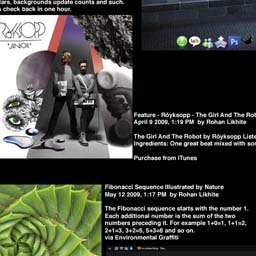 tars, backgrounds update counts and such.
s check back in one hour.
RÖYKSOPP
"JUNIOR"
Ps
Feature - Röyksopp - The Girl And The Rob
April 9 2009, 1:19 PM by Rohan Likhite
The Girl And The Robot by Röyksopp Liste
Ingredients: One great beat mixed with so
Purchase from iTunes
Fibonacci Sequence Illustrated by Nature
May 12 2009, 1:17 PM by Rohan Likhite
The Fibonacci sequence starts with the number 1.
Each additional number is the sum of the two
numbers preceding it. For example 1+0=1, 1+1=2,
2+1=3, 3+2=5, 5+3=8 and so on.
via Environmental Graffiti